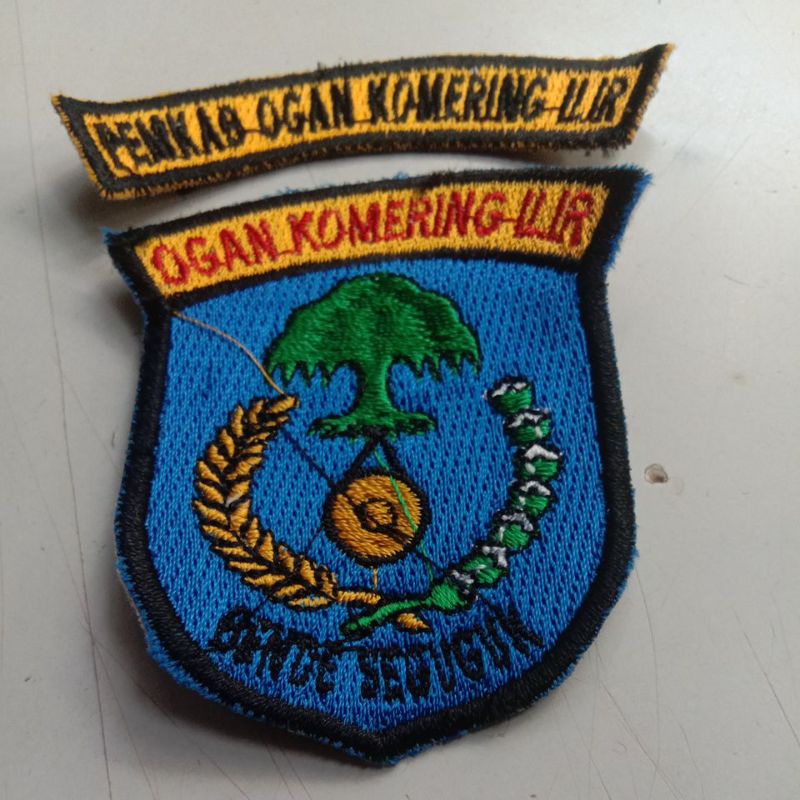 PEMKAB OGAN KOMERING ILIR
OGAN KOMERING ILIR
BENDE SEGUGUK